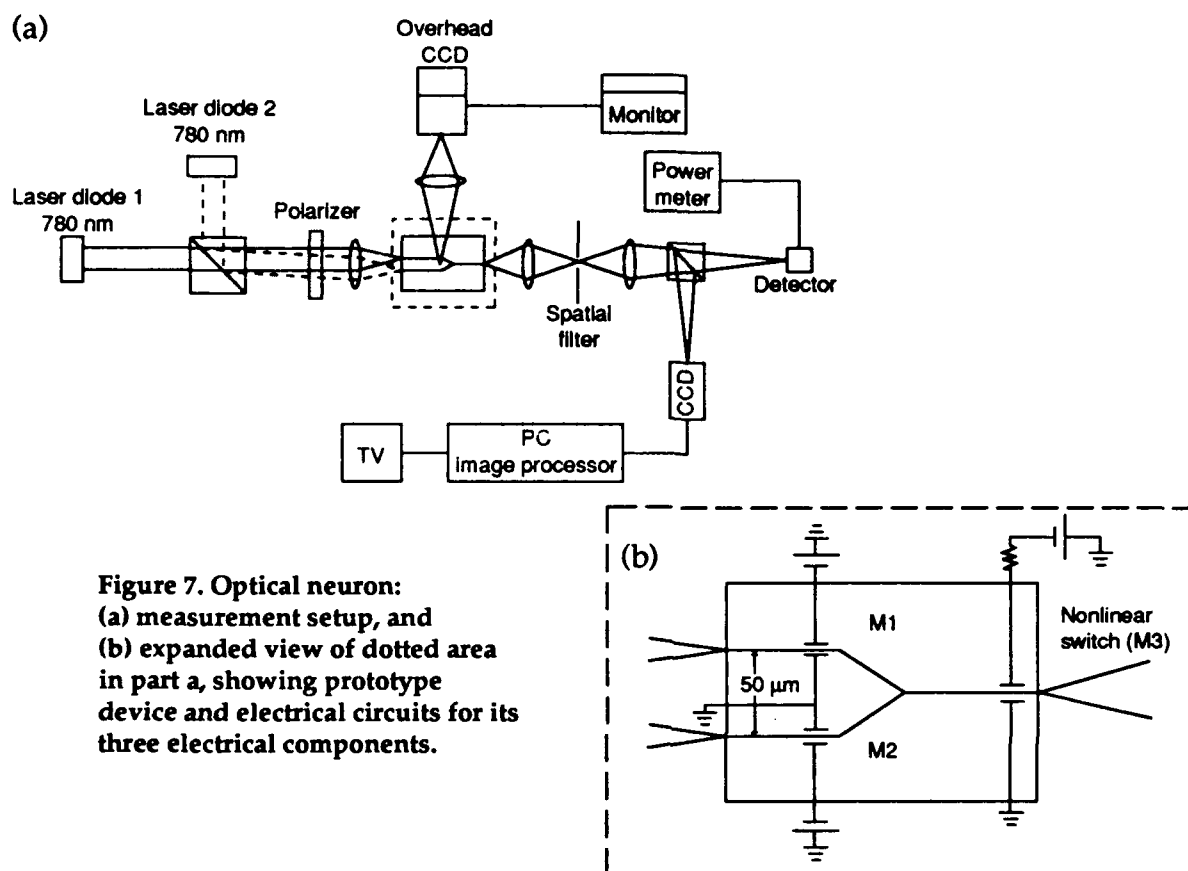 (a)
Overhead
CCD
Monitor
Laser diode 2
780 nm
Power
meter
Laser diode 1
780 nm
Polarizer
Detector
Spatial
filter
CCD
TV
PC
image processor
Figure 7. Optical neuron:
(a) measurement setup, and
(b) expanded view of dotted area
in part a, showing prototype
device and electrical circuits for its
three electrical components.
(b)
M1
Nonlinear
switch (M3)
50 µm
M2